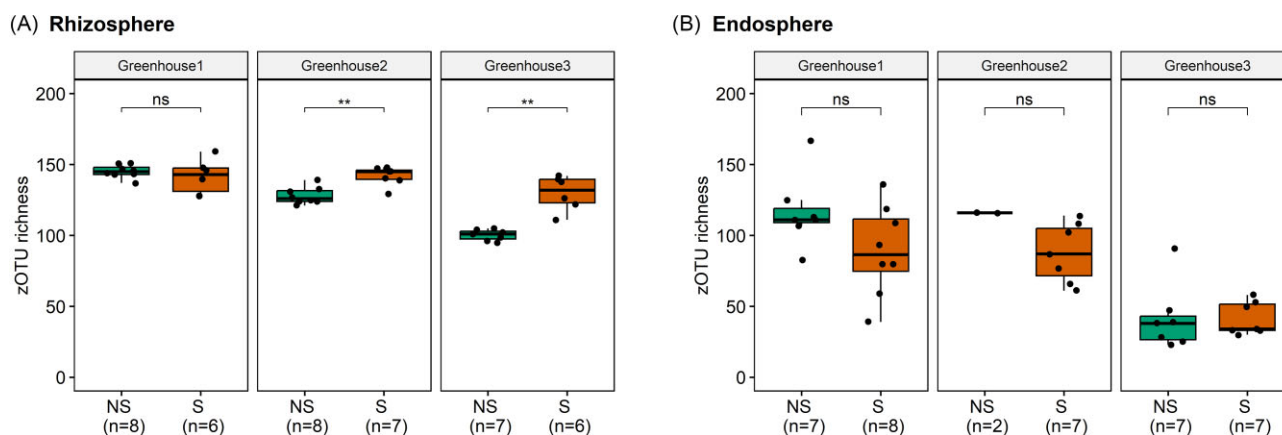 (A) Rhizosphere
Greenhouse1 Greenhouse2 Greenhouse3
zOTU richness
200
150
100
50
0
ns ** **
NS S NS S NS S
(n=8) (n=6) (n=8) (n=7) (n=7) (n=6)
(B) Endosphere
Greenhouse1 Greenhouse2 Greenhouse3
zOTU richness
200
150
100
50
0
ns ns ns
NS S NS S NS S
(n=7) (n=8) (n=2) (n=7) (n=7) (n=7)